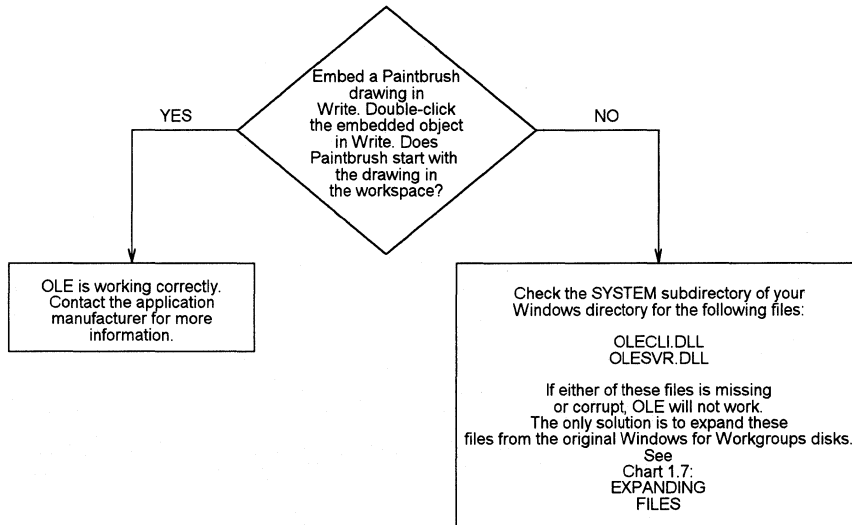 Embed a Paintbrush
drawing in
Write. Double-click
the embedded object
in Write. Does
Paintbrush start with
the drawing in
the workspace?
YES
NO
OLE is working correctly.
Contact the application
manufacturer for more
information.
Check the SYSTEM subdirectory of your
Windows directory for the following files:
OLECLI.DLL
OLESVR.DLL
If either of these files is missing
or corrupt, OLE will not work.
The only solution is to expand these
files from the original Windows for Workgroups disks.
See
Chart 1.7:
EXPANDING
FILES